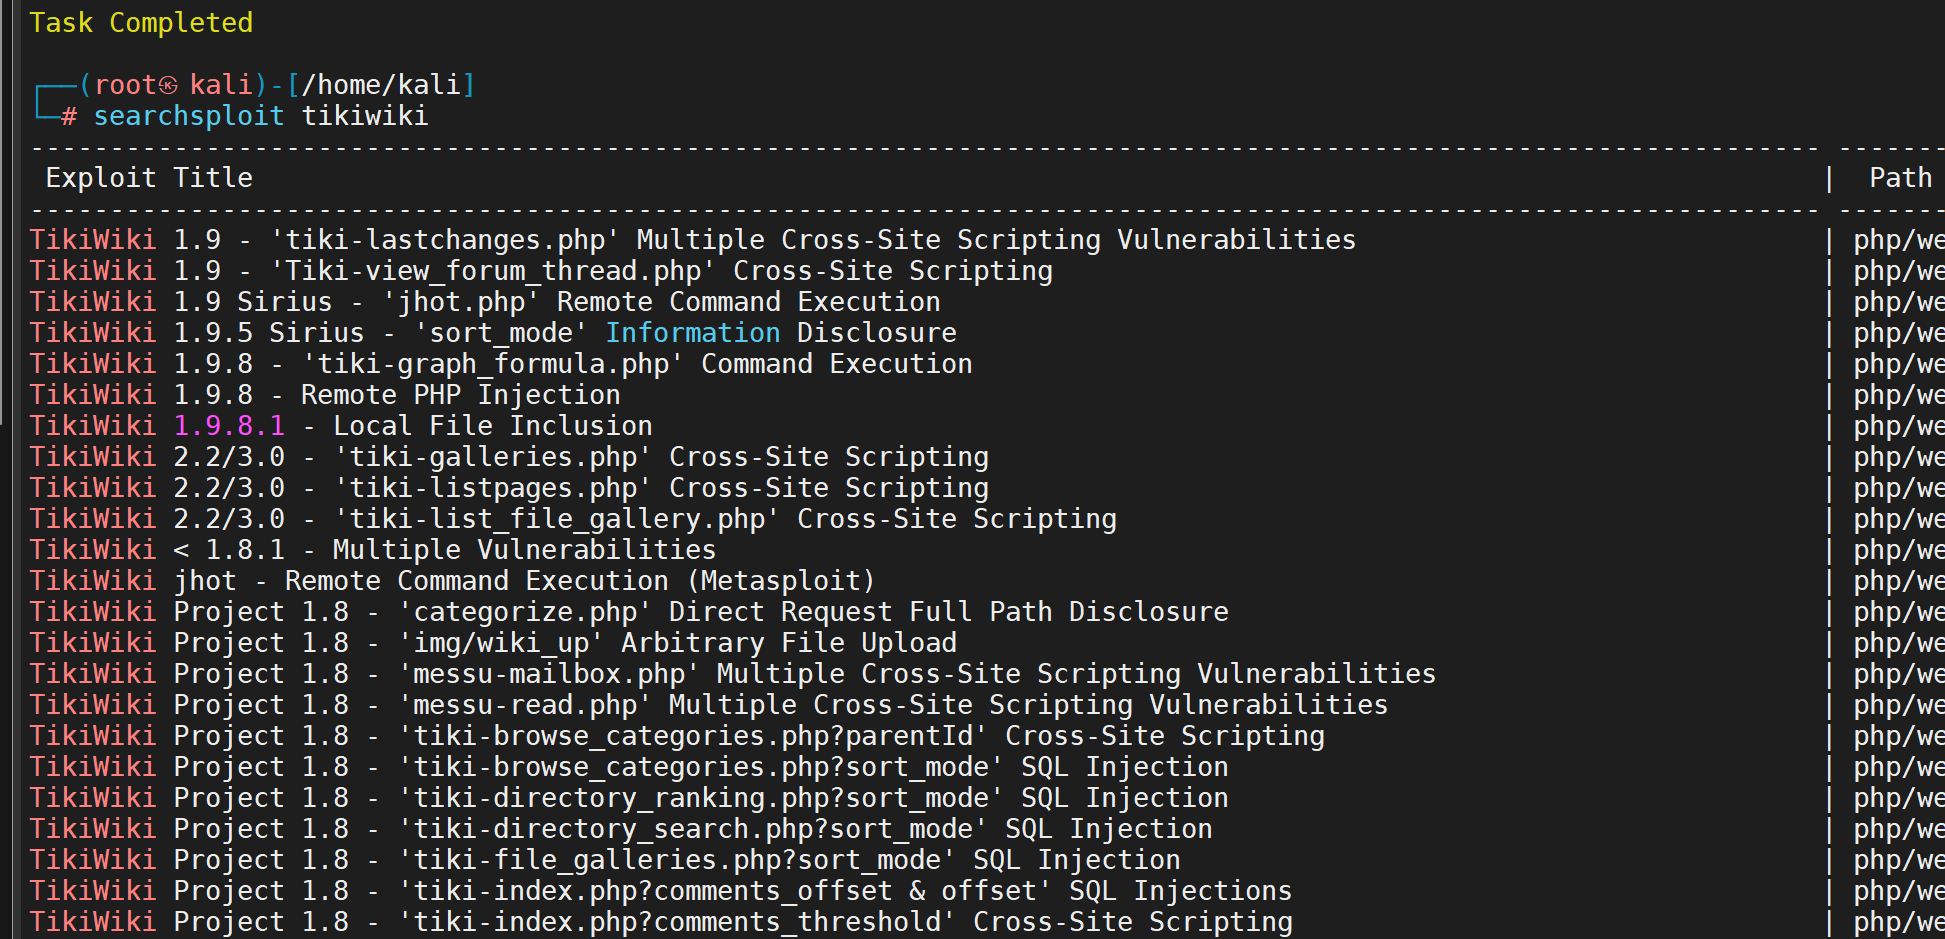 Task Completed
┌──(root㉿ kali)-[/home/kali]
└─# searchsploit tikiwiki
---------------------------------------------------------------------------------------------------------------- -------
 Exploit Title | Path
---------------------------------------------------------------------------------------------------------------- -------
TikiWiki 1.9 - 'tiki-lastchanges.php' Multiple Cross-Site Scripting Vulnerabilities | php/we
TikiWiki 1.9 - 'Tiki-view_forum_thread.php' Cross-Site Scripting | php/we
TikiWiki 1.9 Sirius - 'jhot.php' Remote Command Execution | php/we
TikiWiki 1.9.5 Sirius - 'sort_mode' Information Disclosure | php/we
TikiWiki 1.9.8 - 'tiki-graph_formula.php' Command Execution | php/we
TikiWiki 1.9.8 - Remote PHP Injection | php/we
TikiWiki 1.9.8.1 - Local File Inclusion | php/we
TikiWiki 2.2/3.0 - 'tiki-galleries.php' Cross-Site Scripting | php/we
TikiWiki 2.2/3.0 - 'tiki-listpages.php' Cross-Site Scripting | php/we
TikiWiki 2.2/3.0 - 'tiki-list_file_gallery.php' Cross-Site Scripting | php/we
TikiWiki < 1.8.1 - Multiple Vulnerabilities | php/we
TikiWiki jhot - Remote Command Execution (Metasploit) | php/we
TikiWiki Project 1.8 - 'categorize.php' Direct Request Full Path Disclosure | php/we
TikiWiki Project 1.8 - 'img/wiki_up' Arbitrary File Upload | php/we
TikiWiki Project 1.8 - 'messu-mailbox.php' Multiple Cross-Site Scripting Vulnerabilities | php/we
TikiWiki Project 1.8 - 'messu-read.php' Multiple Cross-Site Scripting Vulnerabilities | php/we
TikiWiki Project 1.8 - 'tiki-browse_categories.php?parentId' Cross-Site Scripting | php/we
TikiWiki Project 1.8 - 'tiki-browse_categories.php?sort_mode' SQL Injection | php/we
TikiWiki Project 1.8 - 'tiki-directory_ranking.php?sort_mode' SQL Injection | php/we
TikiWiki Project 1.8 - 'tiki-directory_search.php?sort_mode' SQL Injection | php/we
TikiWiki Project 1.8 - 'tiki-file_galleries.php?sort_mode' SQL Injection | php/we
TikiWiki Project 1.8 - 'tiki-index.php?comments_offset & offset' SQL Injections | php/we
TikiWiki Project 1.8 - 'tiki-index.php?comments_threshold' Cross-Site Scripting | php/we